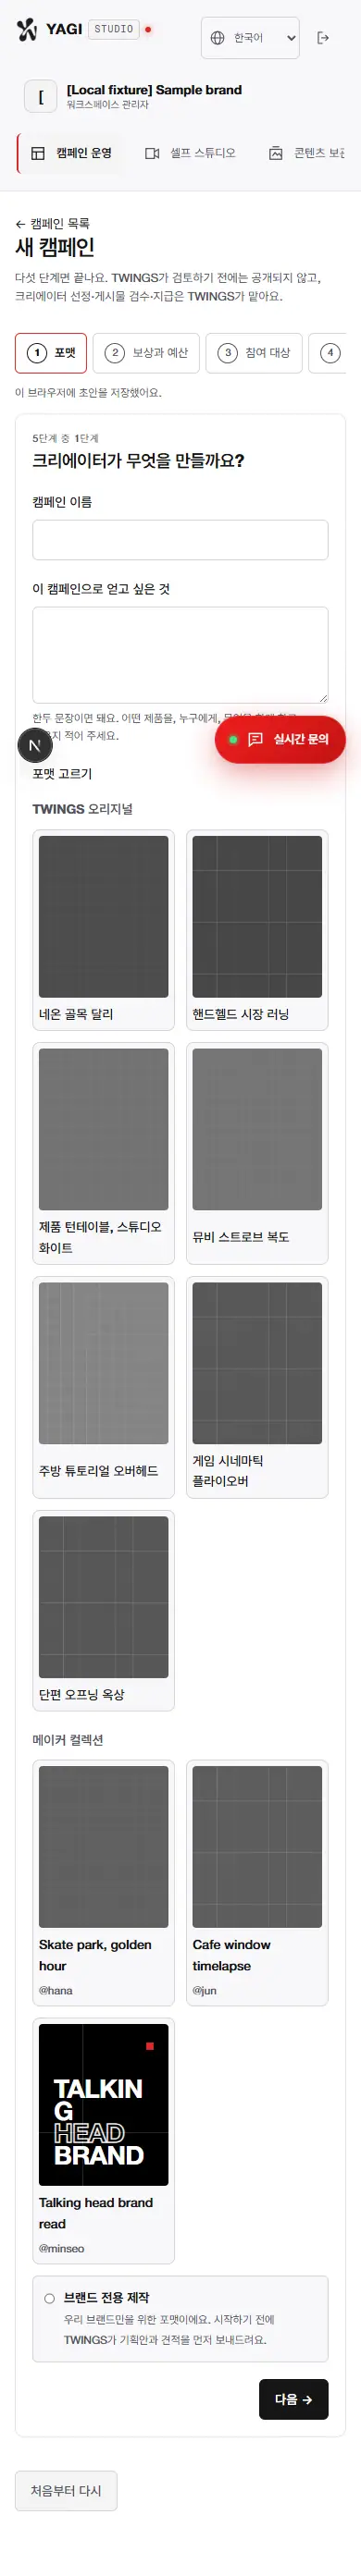 YAGI STUDIO
한국어
[
[Local fixture] Sample brand
워크스페이스 관리자
캠페인 운영
셀프 스튜디오
콘텐츠 보관
← 캠페인 목록
새 캠페인
다섯 단계면 끝나요. TWINGS가 검토하기 전에는 공개되지 않고,
크리에이터 선정·게시물 검수·지급은 TWINGS가 맡아요.
1 포맷
2 보상과 예산
3 참여 대상
4
이 브라우저에 초안을 저장했어요.
5단계 중 1단계
크리에이터가 무엇을 만들까요?
캠페인 이름
이 캠페인으로 얻고 싶은 것
한두 문장이면 돼요. 어떤 제품을, 누구에게,
적어 주세요.
N
실시간 문의
포맷 고르기
TWINGS 오리지널
네온 골목 달리
핸드헬드 시장 러닝
제품 턴테이블, 스튜디오
화이트
뮤비 스트로브 복도
주방 튜토리얼 오버헤드
게임 시네마틱
플라이오버
단편 오프닝 옥상
메이커 컬렉션
Skate park, golden
hour
@hana
Cafe window
timelapse
@jun
TALKIN
G
HEAD
BRAND
Talking head brand
read
@minseo
브랜드 전용 제작
우리 브랜드만을 위한 포맷이에요. 시작하기 전에
TWINGS가 기획안과 견적을 먼저 보내드려요.
다음 →
처음부터 다시